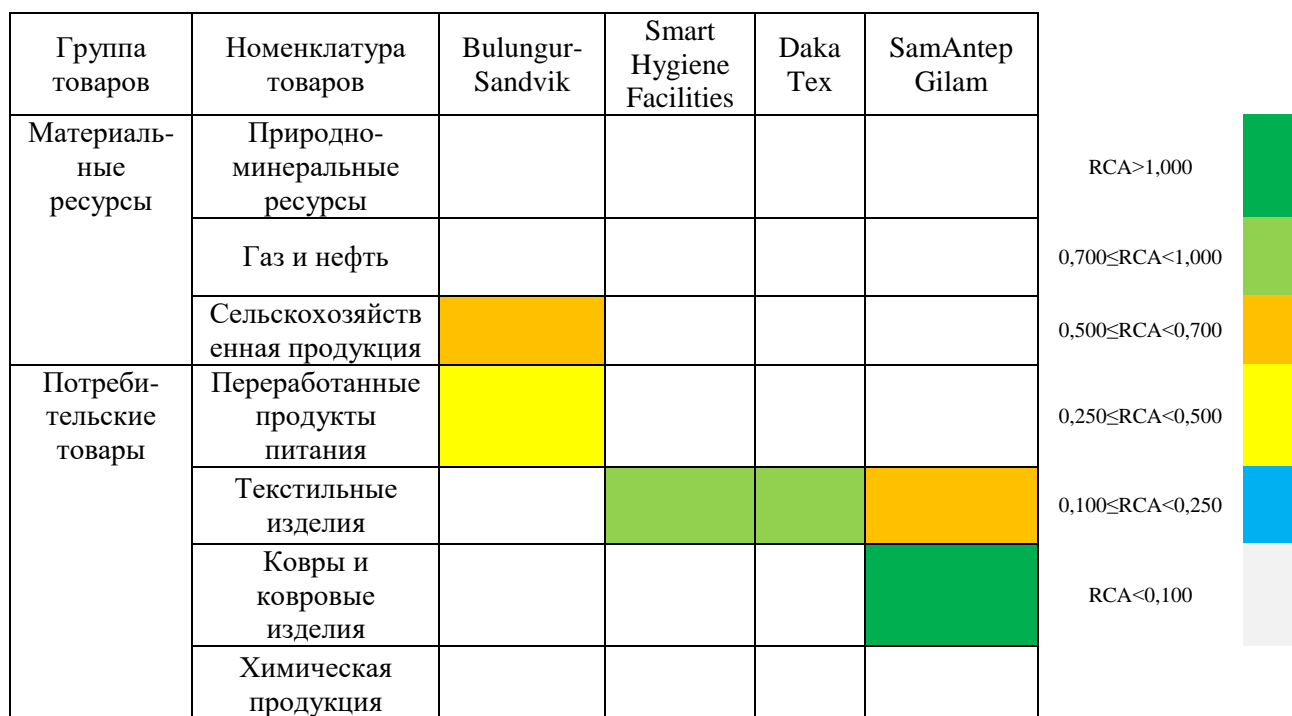 Группа
товаров
Номенклатура
товаров
Bulungur-
Sandvik
Smart
Hygiene
Facilities
Daka
Tex
SamAntep
Gilam
Материаль-
ные
ресурсы
Природно-
минеральные
ресурсы
RCA>1,000
Газ и нефть
0,700≤RCA<1,000
Сельскохозяйств
енная продукция
0,500≤RCA<0,700
Потреби-
тельские
товары
Переработанные
продукты
питания
0,250≤RCA<0,500
Текстильные
изделия
0,100≤RCA<0,250
Ковры и
ковровые
изделия
RCA<0,100
Химическая
продукция